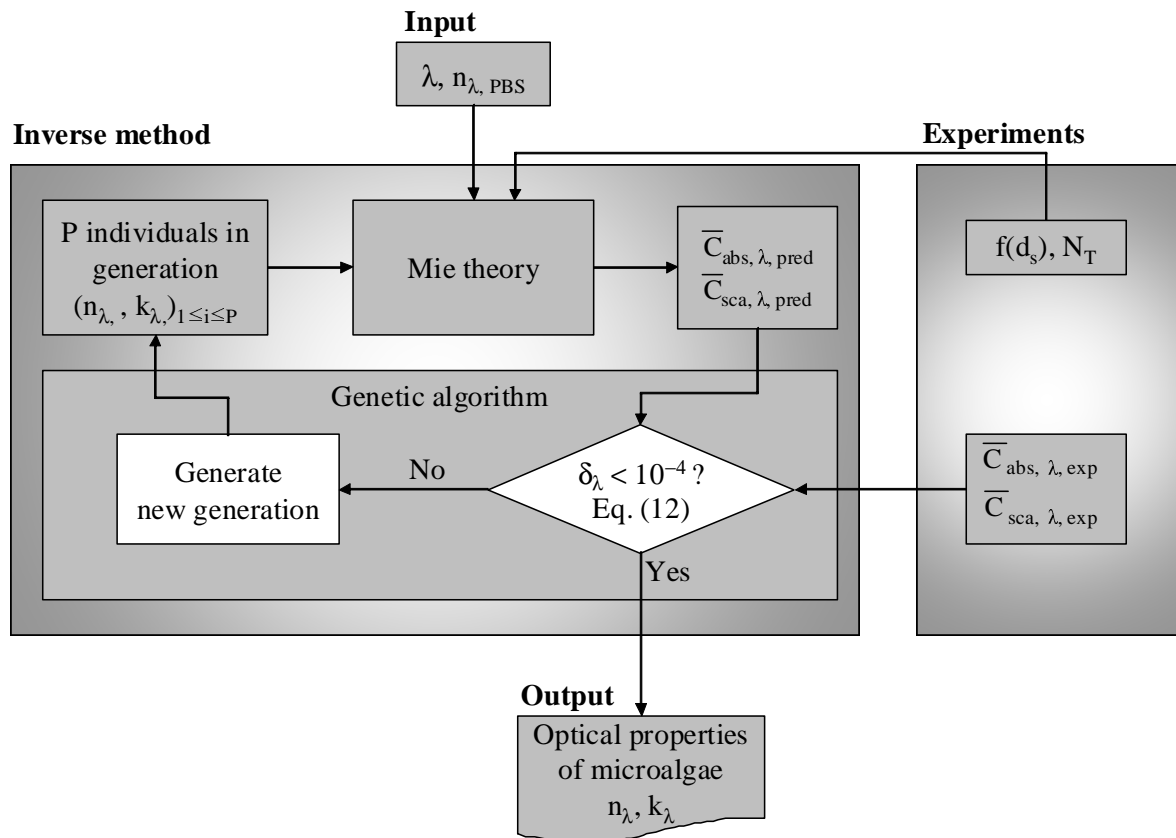 Input
λ, n_λ, PBS
Inverse method
Experiments
P individuals in
generation
(n_λ, , k_λ,)_1≤i≤P
Mie theory
C̅_abs, λ, pred
C̅_sca, λ, pred
f(d_s), N_T
Genetic algorithm
Generate
new generation
No
δ_λ < 10⁻⁴ ?
Eq. (12)
C̅_abs, λ, exp
C̅_sca, λ, exp
Yes
Output
Optical properties
of microalgae
n_λ, k_λ